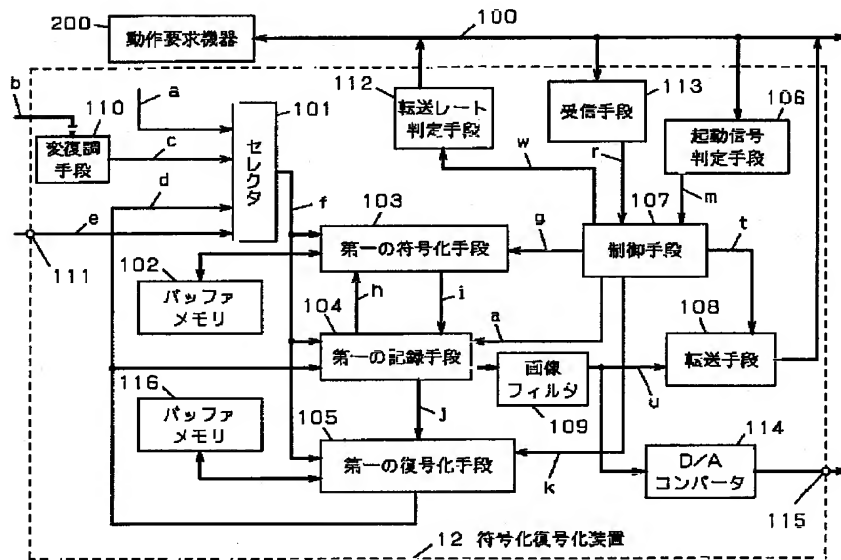 200
動作要求機器
100
b
a
110
変復調
手段
c
101
セレクタ
d
e
111
f
112
転送レート
判定手段
w
113
受信手段
r
106
起動信号
判定手段
m
103
第一の符号化手段
g
107
制御手段
t
102
バッファ
メモリ
h
i
104
第一の記録手段
a
108
転送手段
画像
フィルタ
109
u
116
バッファ
メモリ
j
105
第一の復号化手段
k
114
D/A
コンバータ
115
12 符号化復号化装置